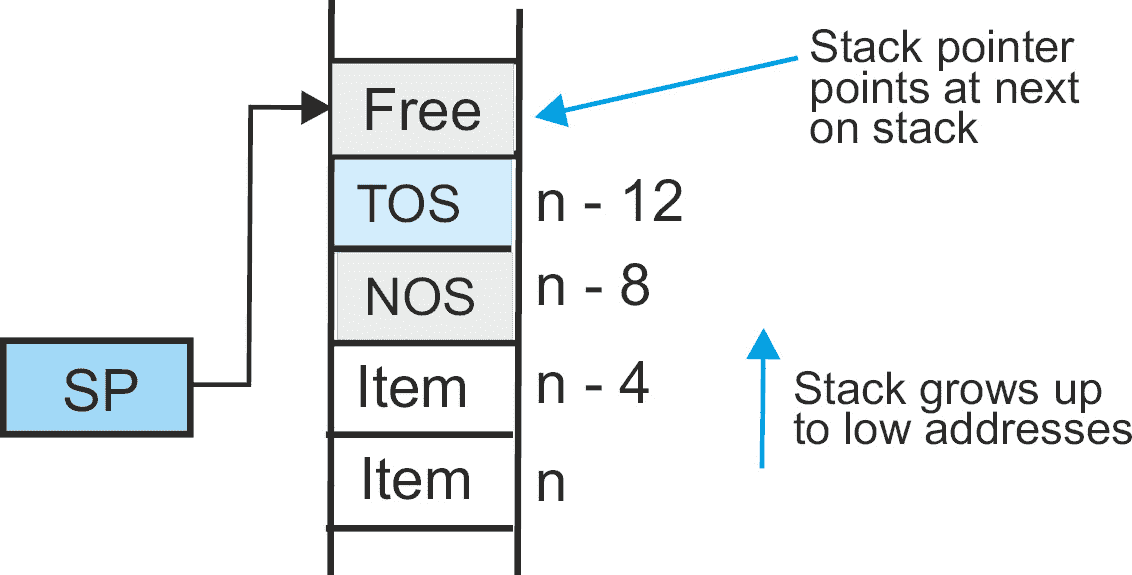 Stack pointer
points at next
on stack
Free
TOS
n - 12
NOS
n - 8
SP
Item
n - 4
Stack grows up
to low addresses
Item
n